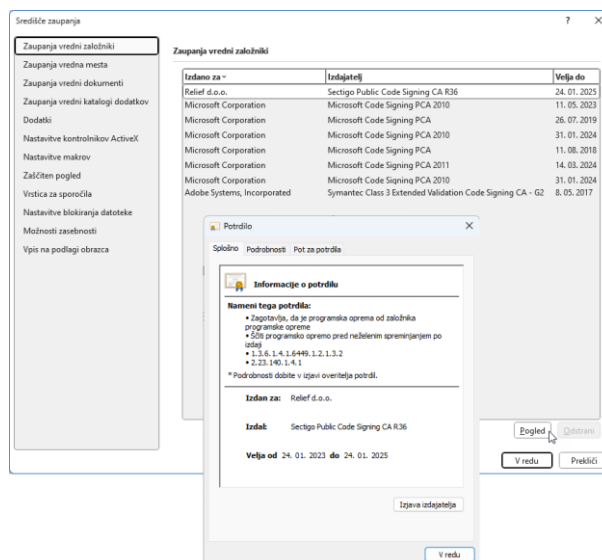 Središče zaupanja
?
Zaupanja vredni založniki
Zaupanja vredna mesta
Zaupanja vredni dokumenti
Zaupanja vredni katalogi dodatkov
Dodatki
Nastavitve kontrolnikov ActiveX
Nastavitve makrov
Zaščiten pogled
Vrstica za sporočila
Nastavitve blokiranja datoteke
Možnosti zasebnosti
Vpis na podlagi obrazca
Zaupanja vredni založniki
Izdano za Izdajatelj Velja do
Relief d.o.o. Sectigo Public Code Signing CA R36 24. 01. 2025
Microsoft Corporation Microsoft Code Signing PCA 2010 11. 05. 2023
Microsoft Corporation Microsoft Code Signing PCA 26. 07. 2019
Microsoft Corporation Microsoft Code Signing PCA 2010 31. 01. 2024
Microsoft Corporation Microsoft Code Signing PCA 11. 08. 2018
Microsoft Corporation Microsoft Code Signing PCA 2011 14. 03. 2024
Microsoft Corporation Microsoft Code Signing PCA 2010 31. 01. 2024
Adobe Systems, Incorporated Symantec Class 3 Extended Validation Code Signing CA - G2 8. 05. 2017
Potrdilo
Splošno Podrobnosti Pot za potrdila
Informacije o potrdilu
Nameni tega potrdila:
• Zagotavlja, da je programska oprema od založnika
programske opreme
• Ščiti programsko opremo pred neželenim spreminjanjem po
izdaji
• 1.3.6.1.4.1.6449.1.2.1.3.2
• 2.23.140.1.4.1
* Podrobnosti dobite v izjavi overitelja potrdil.
Izdan za: Relief d.o.o.
Izdal: Sectigo Public Code Signing CA R36
Velja od 24. 01. 2023 do 24. 01. 2025
Izjava izdajatelja
V redu
Pogled Odstrani
V redu Prekliči